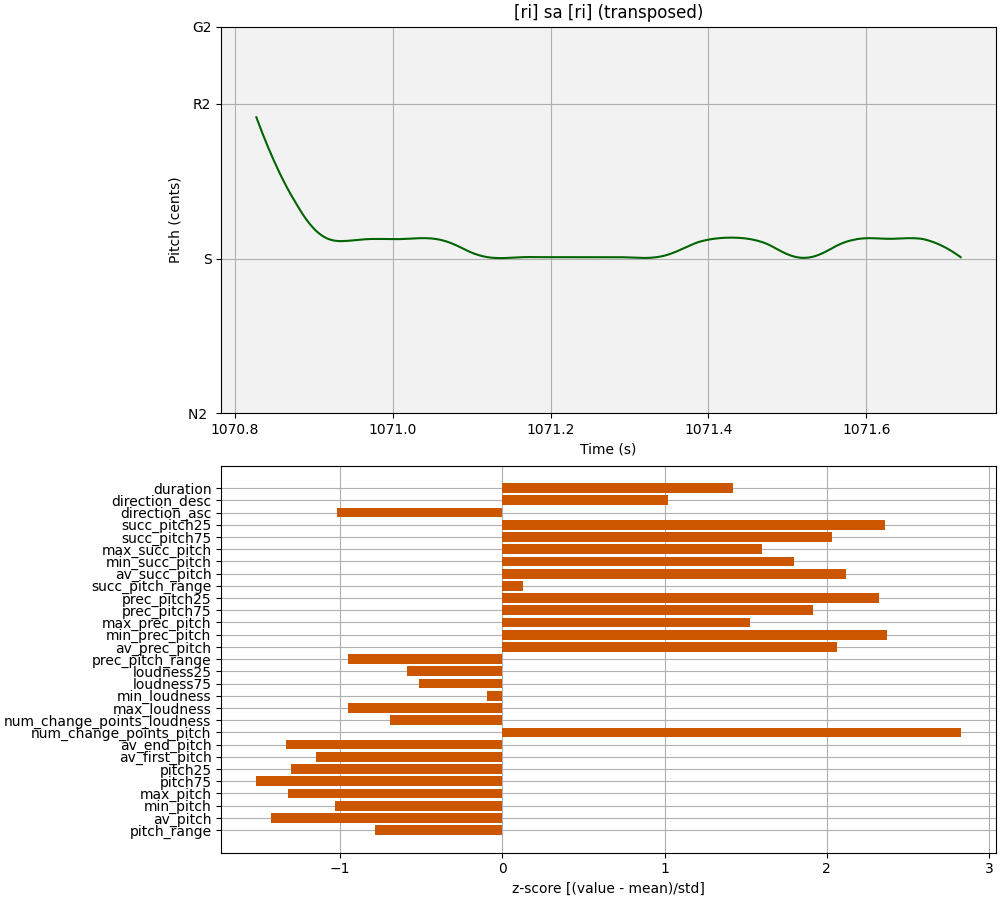 [ri] sa [ri] (transposed)
G2
R2
S
N2
Pitch (cents)
1070.8 1071.0 1071.2 1071.4 1071.6
Time (s)
duration
direction_desc
direction_asc
succ_pitch25
succ_pitch75
max_succ_pitch
min_succ_pitch
av_succ_pitch
succ_pitch_range
prec_pitch25
prec_pitch75
max_prec_pitch
min_prec_pitch
av_prec_pitch
prec_pitch_range
loudness25
loudness75
min_loudness
max_loudness
num_change_points_loudness
num_change_points_pitch
av_end_pitch
av_first_pitch
pitch25
pitch75
max_pitch
min_pitch
av_pitch
pitch_range
−1 0 1 2 3
z-score [(value - mean)/std]